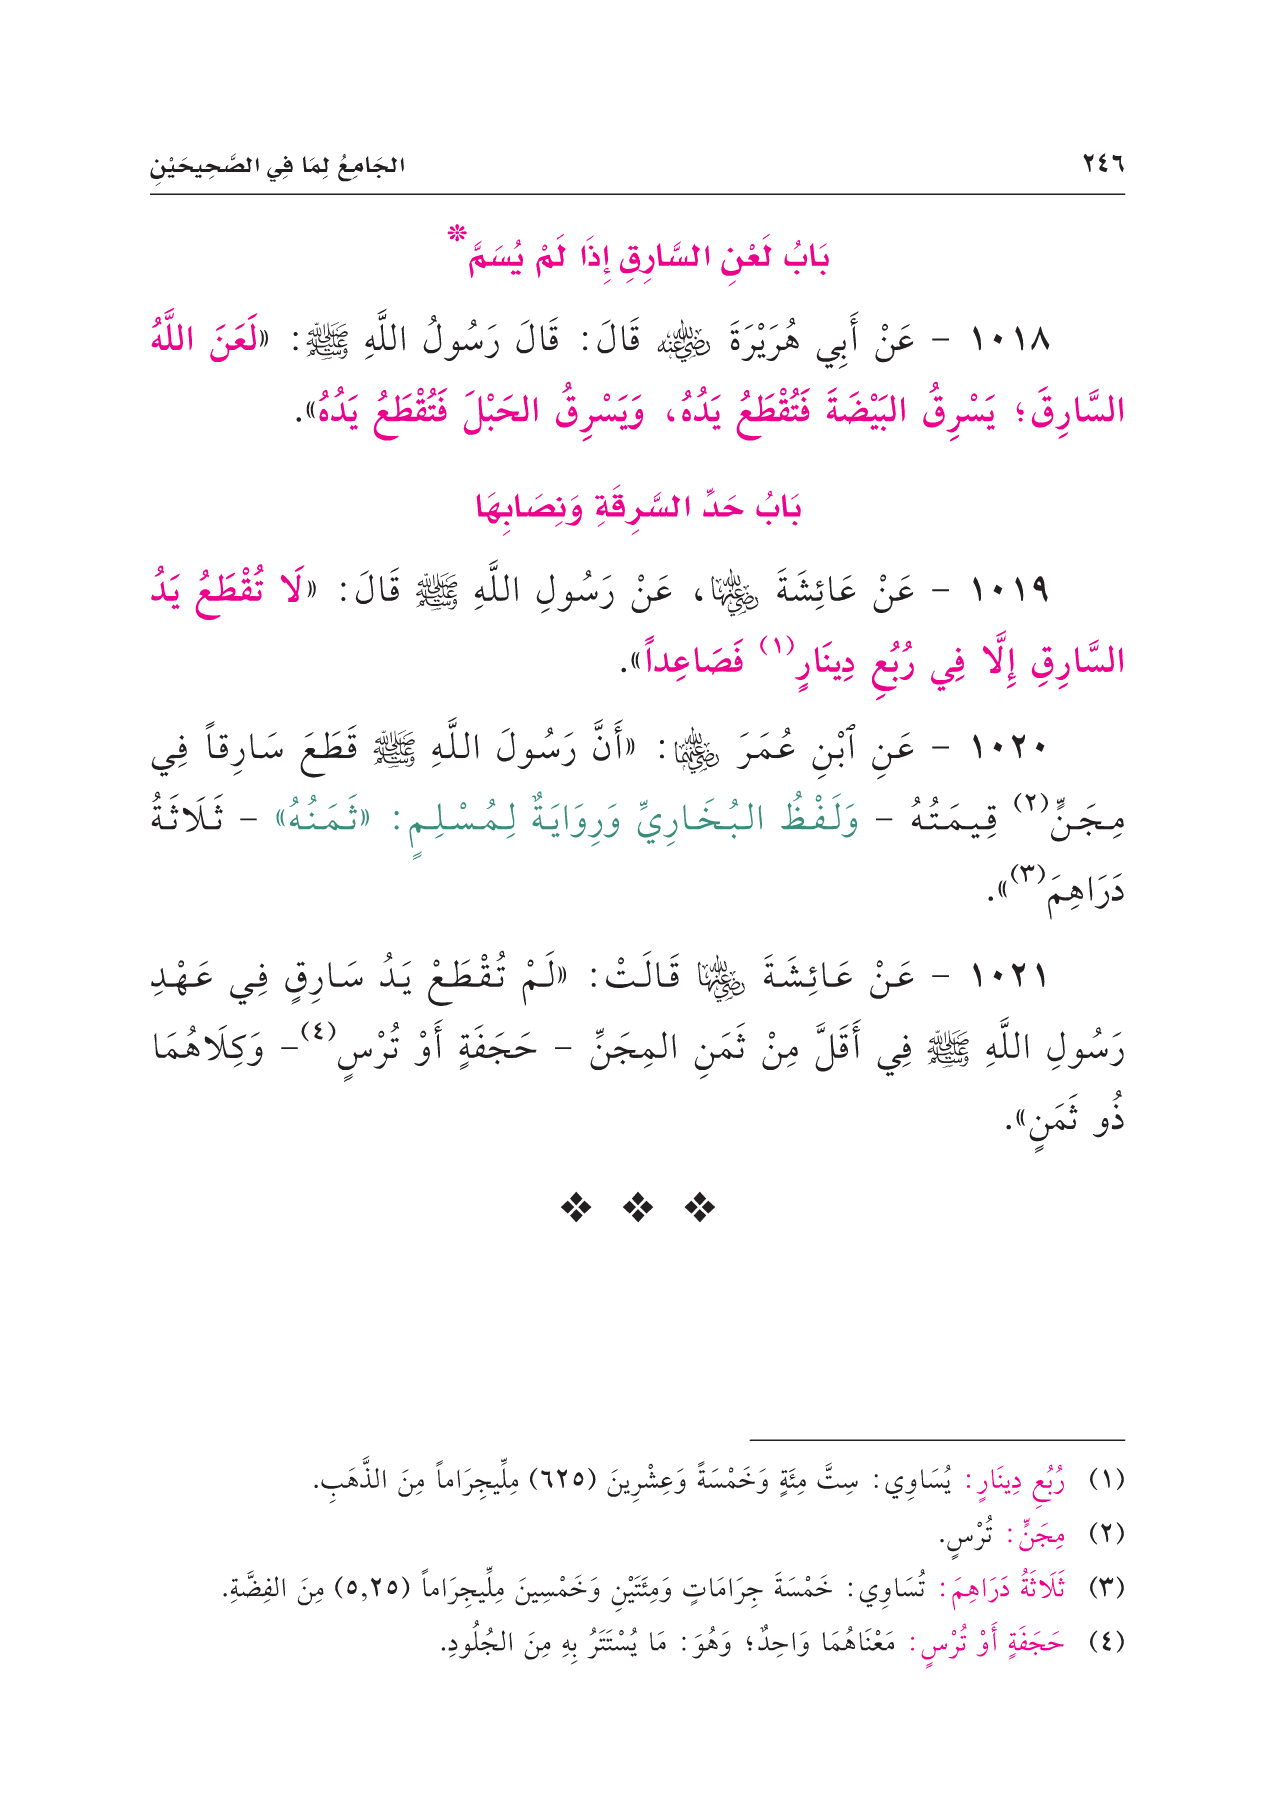 ٢٤٦ الجَامِعُ لِمَا فِي الصَّحِيحَيْنِ
بَابُ لَعْنِ السَّارِقِ إِذَا لَمْ يُسَمَّ*
١٠١٨ - عَنْ أَبِي هُرَيْرَةَ رَضِيَ اللهُ عَنْهُ قَالَ: قَالَ رَسُولُ اللَّهِ ﷺ: «لَعَنَ اللَّهُ
السَّارِقَ؛ يَسْرِقُ البَيْضَةَ فَتُقْطَعُ يَدُهُ، وَيَسْرِقُ الحَبْلَ فَتُقْطَعُ يَدُهُ».
بَابُ حَدِّ السَّرِقَةِ وَنِصَابِهَا
١٠١٩ - عَنْ عَائِشَةَ رَضِيَ اللهُ عَنْهَا، عَنْ رَسُولِ اللَّهِ ﷺ قَالَ: «لَا تُقْطَعُ يَدُ
السَّارِقِ إِلَّا فِي رُبُعِ دِينَارٍ(١) فَصَاعِداً».
١٠٢٠ - عَنِ ٱبْنِ عُمَرَ رَضِيَ اللهُ عَنْهُمَا: «أَنَّ رَسُولَ اللَّهِ ﷺ قَطَعَ سَارِقاً فِي
مِجَنٍّ(٢) قِيمَتُهُ - وَلَفْظُ البُخَارِيِّ وَرِوَايَةٌ لِمُسْلِمٍ: «ثَمَنُهُ» - ثَلَاثَةُ
دَرَاهِمَ(٣)».
١٠٢١ - عَنْ عَائِشَةَ رَضِيَ اللهُ عَنْهَا قَالَتْ: «لَمْ تُقْطَعْ يَدُ سَارِقٍ فِي عَهْدِ
رَسُولِ اللَّهِ ﷺ فِي أَقَلَّ مِنْ ثَمَنِ المِجَنِّ - حَجَفَةٍ أَوْ تُرْسٍ(٤)- وَكِلَاهُمَا
ذُو ثَمَنٍ».
(١) رُبُعِ دِينَارٍ: يُسَاوِي: سِتَّ مِئَةٍ وَخَمْسَةً وَعِشْرِينَ (٦٢٥) مِلِّيجِرَاماً مِنَ الذَّهَبِ.
(٢) مِجَنٍّ: تُرْسٍ.
(٣) ثَلَاثَةُ دَرَاهِمَ: تُسَاوِي: خَمْسَةَ جِرَامَاتٍ وَمِئَتَيْنِ وَخَمْسِينَ مِلِّيجِرَاماً (٥,٢٥) مِنَ الفِضَّةِ.
(٤) حَجَفَةٍ أَوْ تُرْسٍ: مَعْنَاهُمَا وَاحِدٌ؛ وَهُوَ: مَا يُسْتَتَرُ بِهِ مِنَ الجُلُودِ.